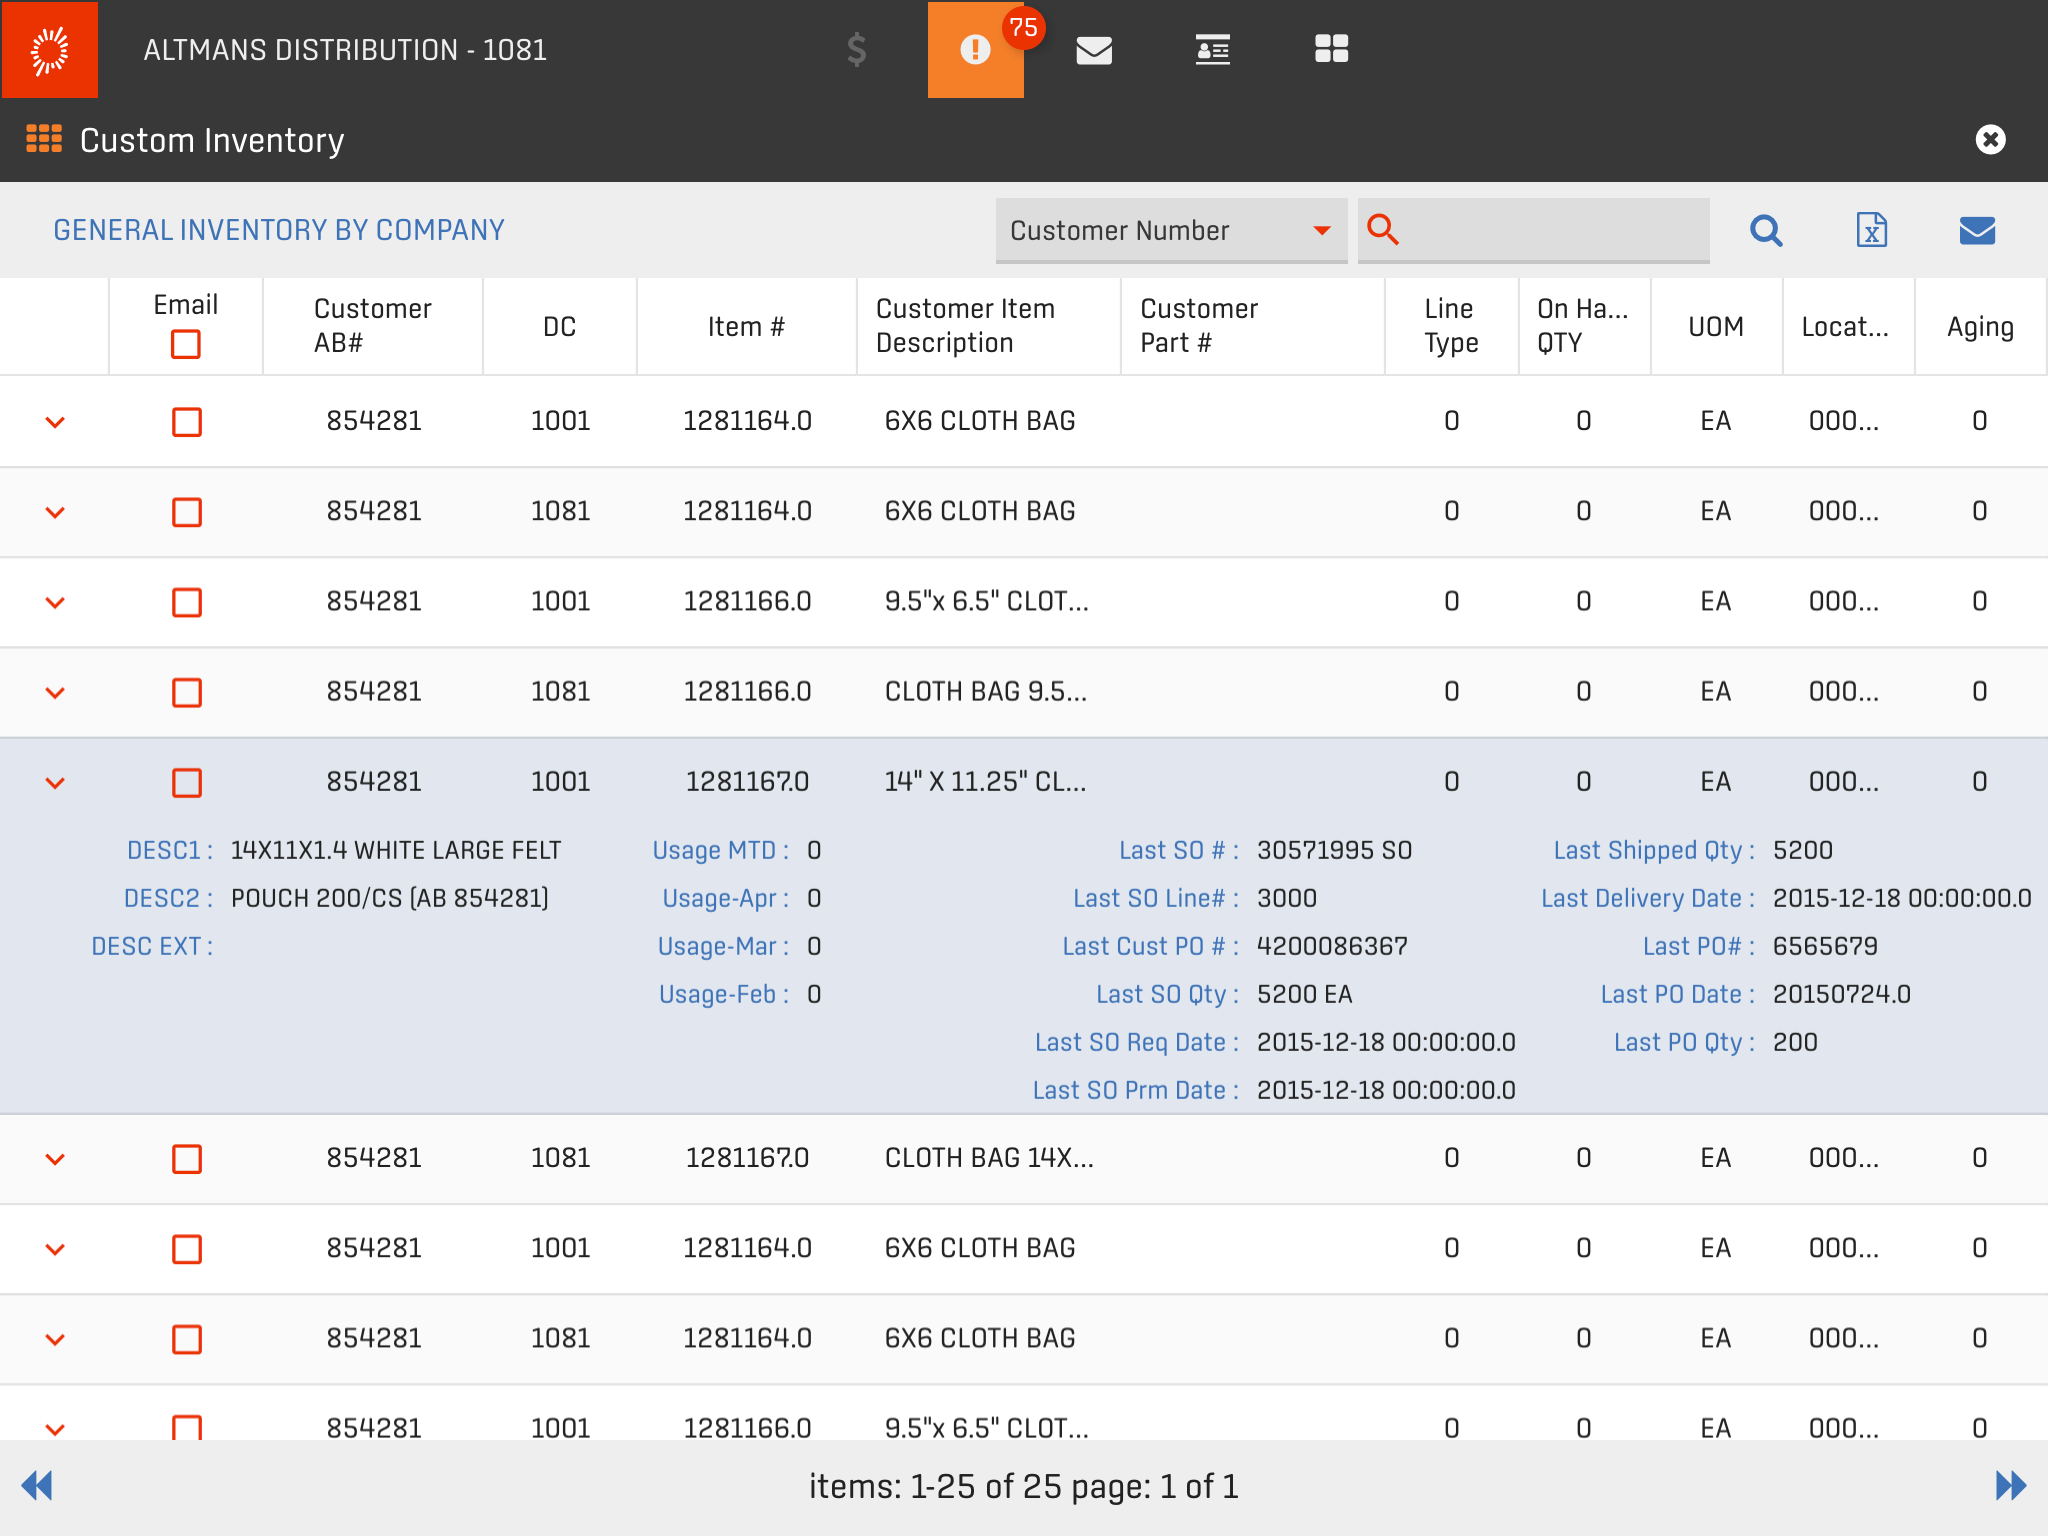 ALTMANS DISTRIBUTION - 1081
75
Custom Inventory
GENERAL INVENTORY BY COMPANY
Customer Number
Email
Customer AB#
DC
Item #
Customer Item Description
Customer Part #
Line Type
On Ha... QTY
UOM
Locat...
Aging
854281 1001 1281164.0 6X6 CLOTH BAG 0 0 EA 000... 0
854281 1081 1281164.0 6X6 CLOTH BAG 0 0 EA 000... 0
854281 1001 1281166.0 9.5"x 6.5" CLOT... 0 0 EA 000... 0
854281 1081 1281166.0 CLOTH BAG 9.5... 0 0 EA 000... 0
854281 1001 1281167.0 14" X 11.25" CL... 0 0 EA 000... 0
DESC1 : 14X11X1.4 WHITE LARGE FELT Usage MTD : 0 Last SO # : 30571995 SO Last Shipped Qty : 5200
DESC2 : POUCH 200/CS (AB 854281) Usage-Apr : 0 Last SO Line# : 3000 Last Delivery Date : 2015-12-18 00:00:00.0
DESC EXT : Usage-Mar : 0 Last Cust PO # : 4200086367 Last PO# : 6565679
Usage-Feb : 0 Last SO Qty : 5200 EA Last PO Date : 20150724.0
Last SO Req Date : 2015-12-18 00:00:00.0 Last PO Qty : 200
Last SO Prm Date : 2015-12-18 00:00:00.0
854281 1081 1281167.0 CLOTH BAG 14X... 0 0 EA 000... 0
854281 1001 1281164.0 6X6 CLOTH BAG 0 0 EA 000... 0
854281 1081 1281164.0 6X6 CLOTH BAG 0 0 EA 000... 0
854281 1001 1281166.0 9.5"x 6.5" CLOT... 0 0 EA 000... 0
items: 1-25 of 25 page: 1 of 1